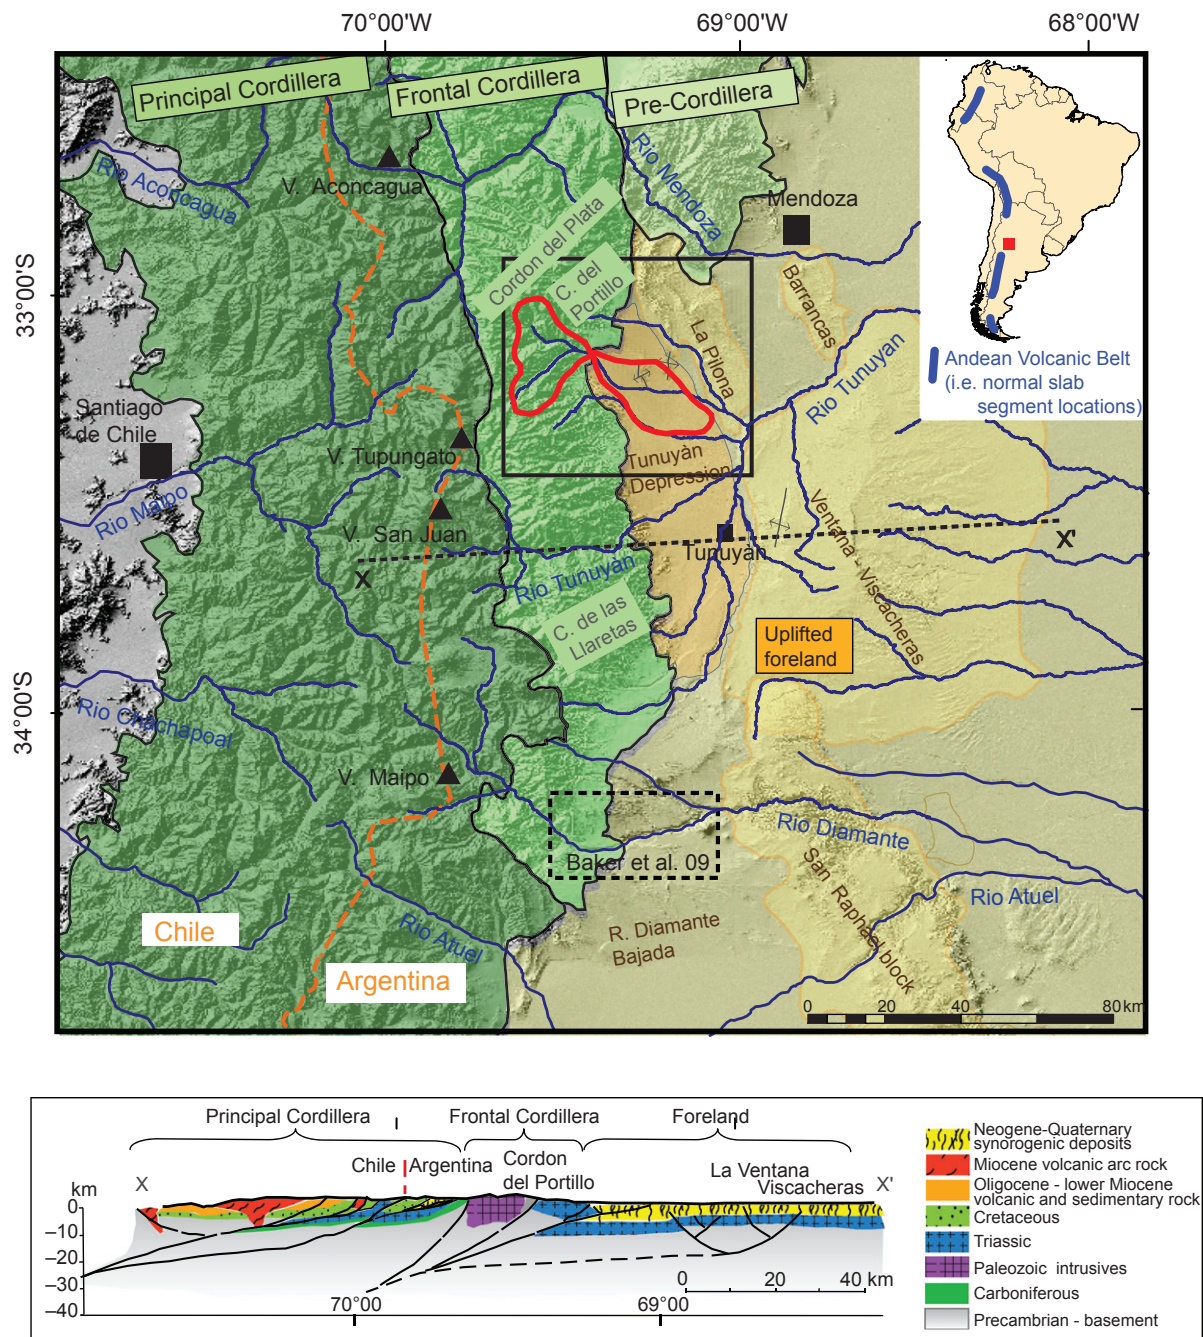 70°00'W
69°00'W
68°00'W
Principal Cordillera
Frontal Cordillera
Pre-Cordillera
Rio Aconcagua
V. Aconcagua
Rio Mendoza
Mendoza
Cordon del Plata
C. del
Portillo
33°00'S
Barrancas
La Pilona
Rio Tunuyan
Andean Volcanic Belt
(i.e. normal slab
segment locations)
Santiago
de Chile
V. Tupungato
Tunuyàn
Depression
Rio Maipo
V. San Juan
Ventana - Viscacheras
X
X'
Tunuyàn
Rio Tunuyàn
C. de las
Llaretas
Uplifted
foreland
34°00'S
Rio Chachapoal
V. Maipo
Rio Diamante
Baker et al. 09
San Raphael block
Rio Atuel
Chile
Rio Atuel
R. Diamante
Bajada
Argentina
0 20 40 80 km
Principal Cordillera
Frontal Cordillera
Foreland
Chile
Argentina
Cordon
del Portillo
La Ventana
Viscacheras
km
X
X'
0
–10
–20
–30
–40
0 20 40 km
70°00
69°00
Neogene-Quaternary
synorogenic deposits
Miocene volcanic arc rock
Oligocene - lower Miocene
volcanic and sedimentary rock
Cretaceous
Triassic
Paleozoic intrusives
Carboniferous
Precambrian - basement